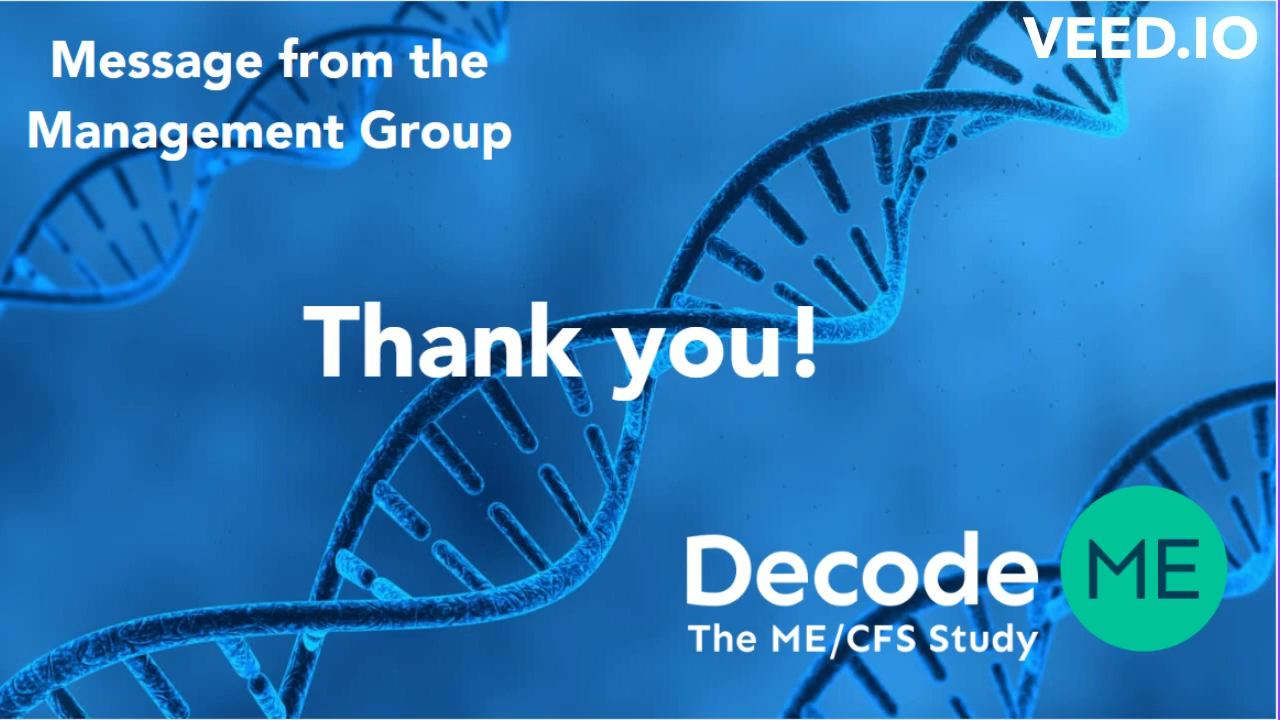 Message from the
Management Group
VEED.IO
Thank you!
Decode ME
The ME/CFS Study